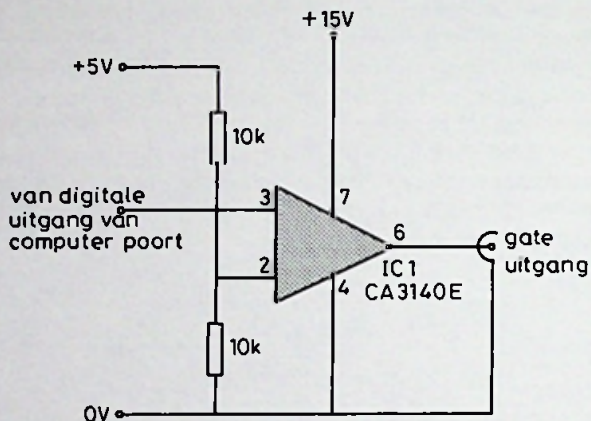 +15V
+5V
10k
van digitale
uitgang van
computer poort
3
7
6
2
4
IC1
CA3140E
gate
uitgang
10k
0V